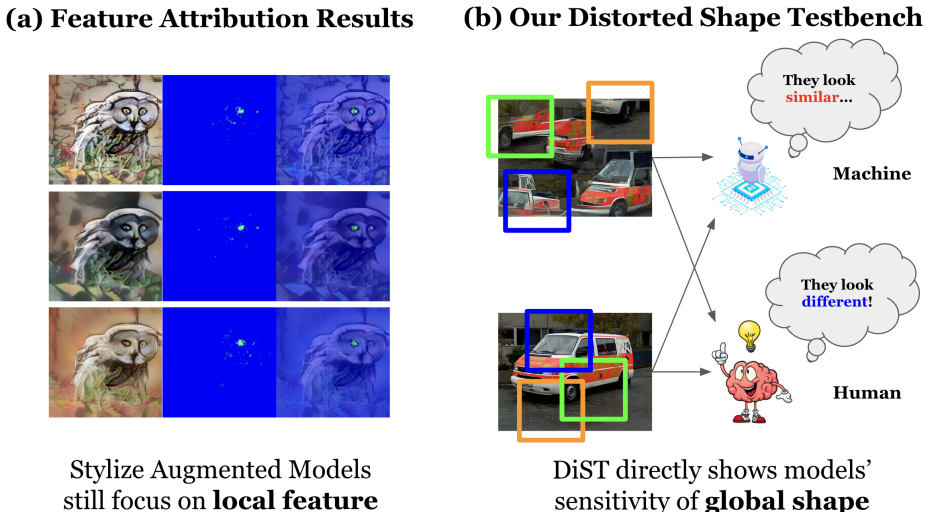 (a) Feature Attribution Results
Stylize Augmented Models
still focus on local feature
(b) Our Distorted Shape Testbench
They look
similar...
Machine
They look
different!
Human
DiST directly shows models'
sensitivity of global shape